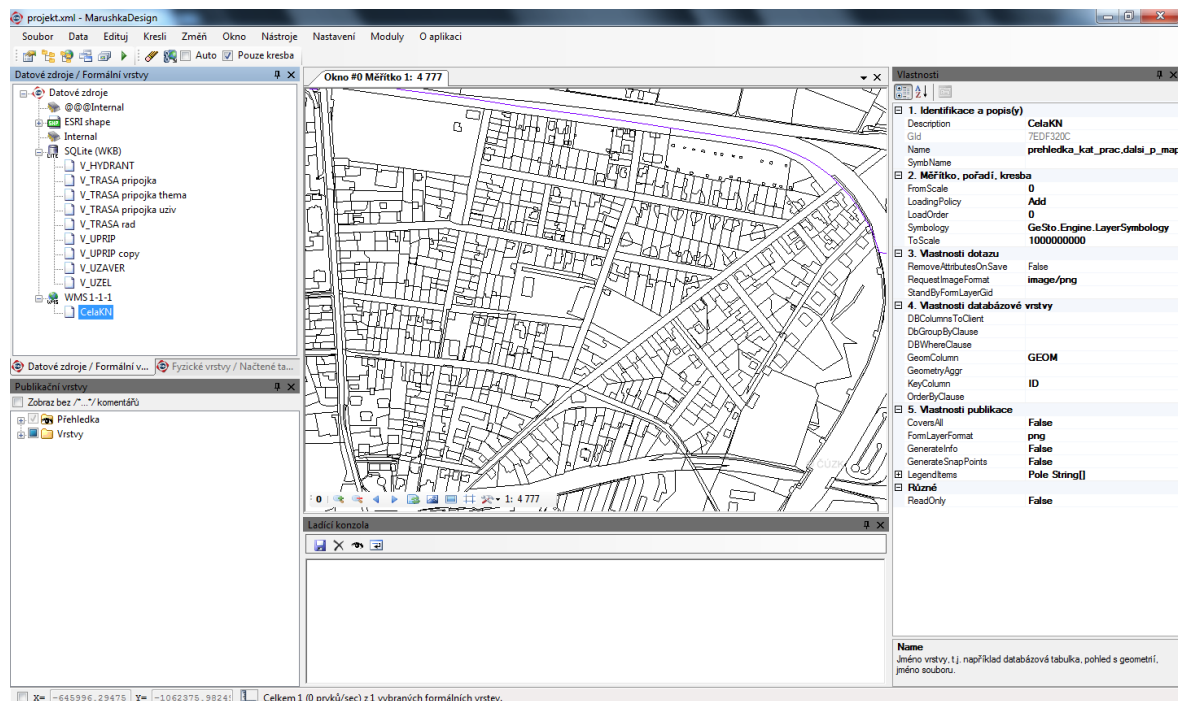 projekt.xml - MarushkaDesign
Soubor Data Edituj Kresli Změň Okno Nástroje Nastavení Moduly O aplikaci
Auto Pouze kresba
Datové zdroje / Formální vrstvy
Datové zdroje
@@@Internal
ESRI shape
Internal
SQLite (WKB)
V_HYDRANT
V_TRASA pripojka
V_TRASA pripojka thema
V_TRASA pripojka uziv
V_TRASA rad
V_UPRIP
V_UPRIP copy
V_UZAVER
V_UZEL
WMS 1-1-1
CelaKN
Datové zdroje / Formální v... Fyzické vrstvy / Načtené ta...
Publikační vrstvy
Zobraz bez /*...*/ komentářů
Přehledka
Vrstvy
Okno #0 Měřítko 1: 4 777
ČÚZK
0 1: 4 777
Ladící konzola
Vlastnosti
1. Identifikace a popis(y)
Description CelaKN
GId 7EDF320C
Name prehledka_kat_prac,dalsi_p_map
SymbName
2. Měřítko, pořadí, kresba
FromScale 0
LoadingPolicy Add
LoadOrder 0
Symbology GeSto.Engine.LayerSymbology
ToScale 1000000000
3. Vlastnosti dotazu
RemoveAttributesOnSave False
RequestImageFormat image/png
StandByFormLayerGid
4. Vlastnosti databázové vrstvy
DBColumnsToClient
DbGroupByClause
DBWhereClause
GeomColumn GEOM
GeometryAggr
KeyColumn ID
OrderByClause
5. Vlastnosti publikace
CoversAll False
FormLayerFormat png
GenerateInfo False
GenerateSnapPoints False
LegendItems Pole String[]
Různé
ReadOnly False
Name
Jméno vrstvy, t.j. například databázová tabulka, pohled s geometrií,
jméno souboru.
X= -645996.29475 Y= -1062375.9824 Celkem 1 (0 prvků/sec) z 1 vybraných formálních vrstev.